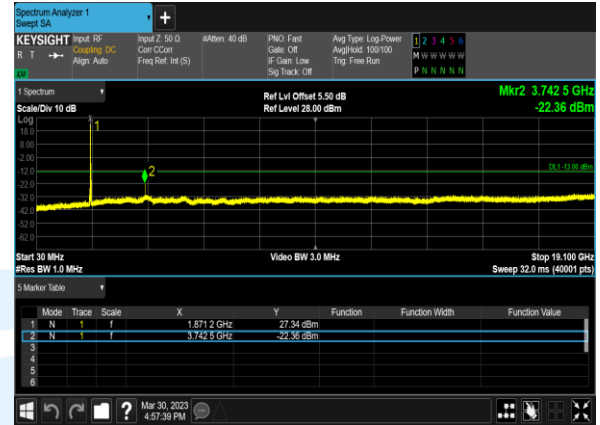 Spectrum Analyzer 1
Swept SA
+
KEYSIGHT Input: RF Input Z: 50 Ω #Atten: 40 dB PNO: Fast Avg Type: Log-Power 1 2 3 4 5 6
R T Coupling: DC Corr CCorr Gate: Off Avg|Hold: 100/100 M W W W W W
Align: Auto Freq Ref: Int (S) IF Gain: Low Trig: Free Run
Sig Track: Off P N N N N N
LU
1 Spectrum Ref Lvl Offset 5.50 dB Mkr2 3.742 5 GHz
Scale/Div 10 dB Ref Level 28.00 dBm -22.36 dBm
Log
1
18.0
8.00
-2.00
-12.0 DL1 -13.00 dBm
2
-22.0
-32.0
-42.0
-52.0
-62.0
Start 30 MHz Video BW 3.0 MHz Stop 19.100 GHz
#Res BW 1.0 MHz Sweep 32.0 ms (40001 pts)
5 Marker Table
Mode Trace Scale X Y Function Function Width Function Value
1 N 1 f 1.871 2 GHz 27.34 dBm
2 N 1 f 3.742 5 GHz -22.36 dBm
3
4
5
6
? Mar 30, 2023
4:57:39 PM